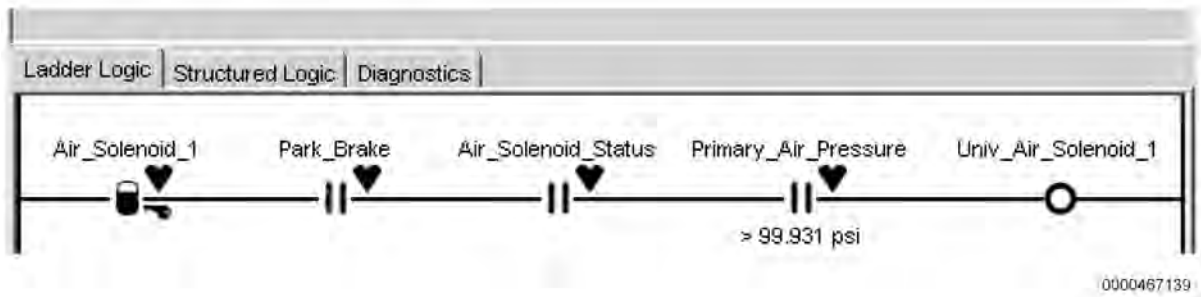 Ladder Logic Structured Logic Diagnostics
Air_Solenoid_1 Park_Brake Air_Solenoid_Status Primary_Air_Pressure Univ_Air_Solenoid_1
> 99.931 psi
0000467139